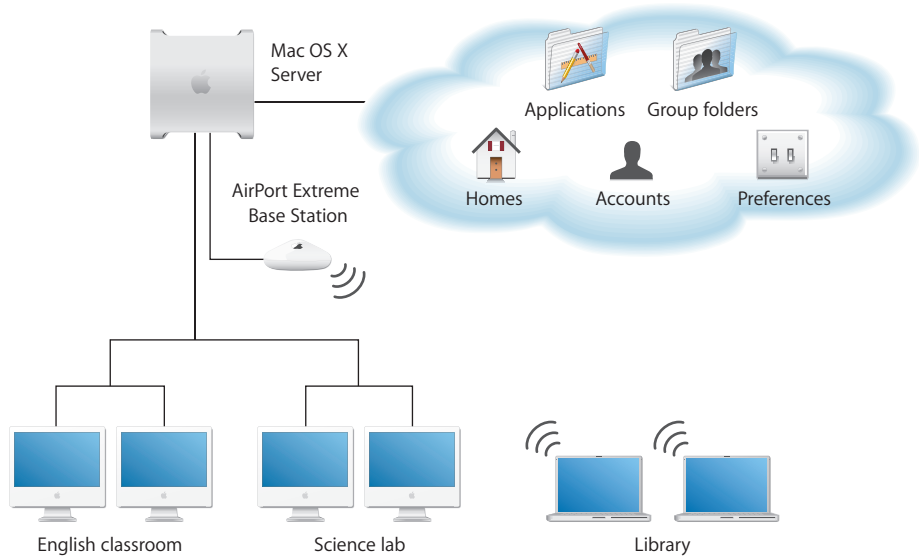 Mac OS X
Server
Applications
Group folders
Homes
Accounts
Preferences
AirPort Extreme
Base Station
English classroom
Science lab
Library